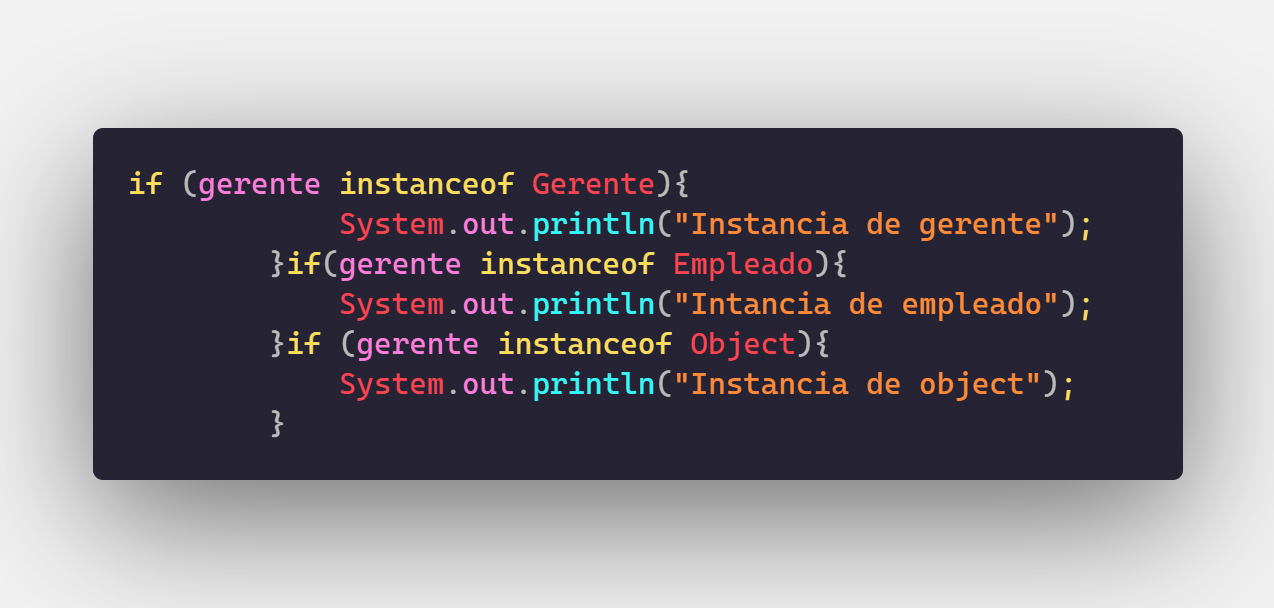 if (gerente instanceof Gerente){
            System.out.println("Instancia de gerente");
        }if(gerente instanceof Empleado){
            System.out.println("Intancia de empleado");
        }if (gerente instanceof Object){
            System.out.println("Instancia de object");
        }